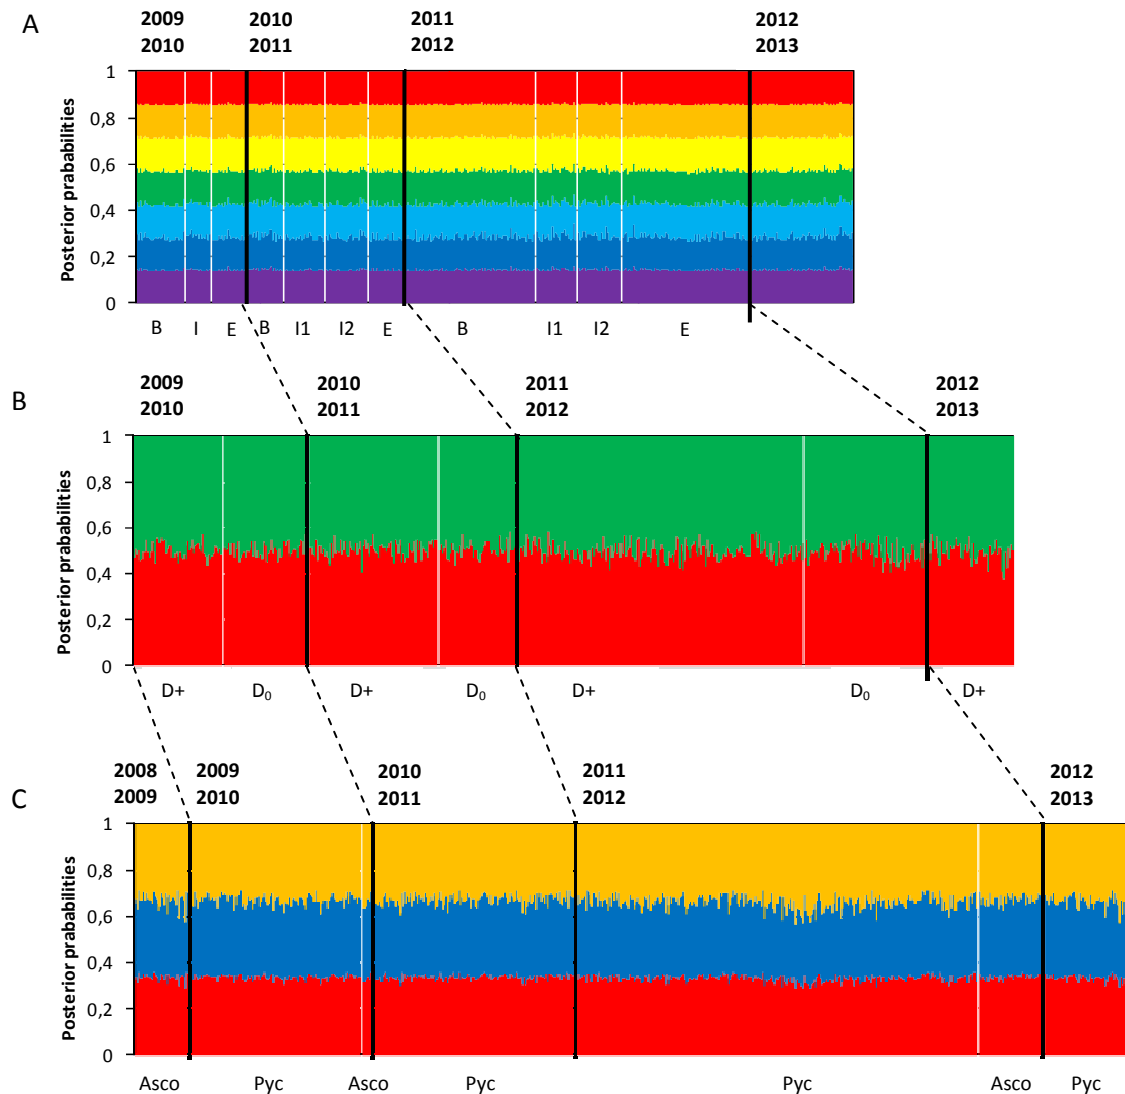 A
2009 2010 2011 2012
2010 2011 2012 2013
1
0,8
0,6
0,4
0,2
0
Posterior prababilities
B I E B I1 I2 E B I1 I2 E
B
2009 2010 2011 2012
2010 2011 2012 2013
1
0,8
0,6
0,4
0,2
0
Posterior prababilities
D+ D₀ D+ D₀ D+ D₀ D+
C
2008 2009 2010 2011 2012
2009 2010 2011 2012 2013
1
0,8
0,6
0,4
0,2
0
Posterior prababilities
Asco Pyc Asco Pyc Pyc Asco Pyc